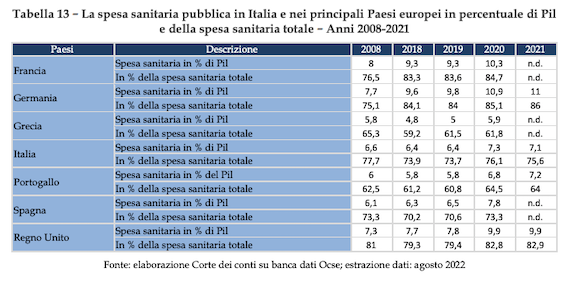 Tabella 13 – La spesa sanitaria pubblica in Italia e nei principali Paesi europei in percentuale di Pil
e della spesa sanitaria totale – Anni 2008-2021
Paesi Descrizione 2008 2018 2019 2020 2021
Francia
Spesa sanitaria in % di Pil 8 9,3 9,3 10,3 n.d.
In % della spesa sanitaria totale 76,5 83,3 83,6 84,7 n.d.
Germania
Spesa sanitaria in % di Pil 7,7 9,6 9,8 10,9 11
In % della spesa sanitaria totale 75,1 84,1 84 85,1 86
Grecia
Spesa sanitaria in % di Pil 5,8 4,8 5 5,9 n.d.
In % della spesa sanitaria totale 65,3 59,2 61,5 61,8 n.d.
Italia
Spesa sanitaria in % di Pil 6,6 6,4 6,4 7,3 7,1
In % della spesa sanitaria totale 77,7 73,9 73,7 76,1 75,6
Portogallo
Spesa sanitaria in % del Pil 6 5,8 5,8 6,8 7,2
In % della spesa sanitaria totale 62,5 61,2 60,8 64,5 64
Spagna
Spesa sanitaria in % di Pil 6,1 6,3 6,5 7,8 n.d.
In % della spesa sanitaria totale 73,3 70,2 70,6 73,3 n.d.
Regno Unito
Spesa sanitaria in % di Pil 7,3 7,7 7,8 9,9 9,9
In % della spesa sanitaria totale 81 79,3 79,4 82,8 82,9
Fonte: elaborazione Corte dei conti su banca dati Ocse; estrazione dati: agosto 2022